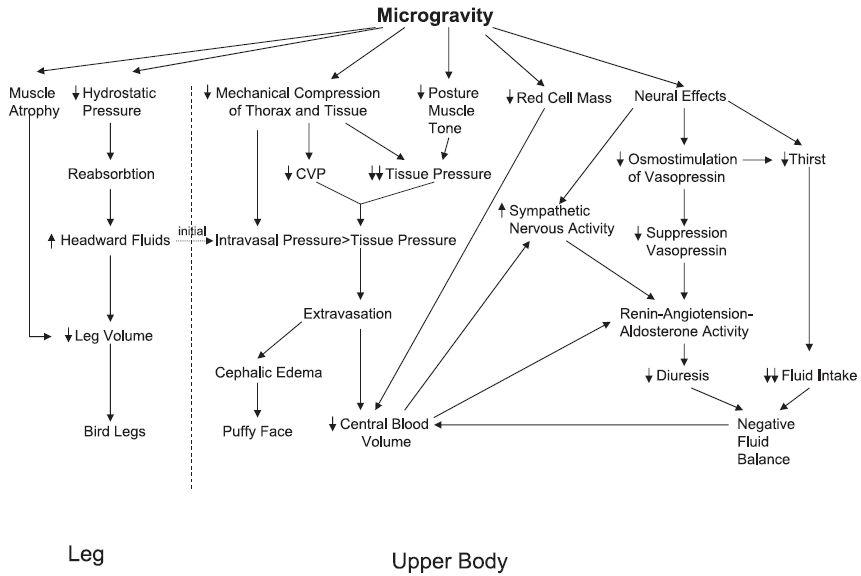 Microgravity
Muscle
Atrophy
↓Hydrostatic
Pressure
↓Mechanical Compression
of Thorax and Tissue
↓Posture
Muscle
Tone
↓Red Cell Mass
Neural Effects
Reabsorbtion
↓CVP
↓↓Tissue Pressure
↓Osmostimulation
of Vasopressin
↓Thirst
↑Sympathetic
Nervous Activity
↑Headward Fluids
initial
Intravasal Pressure>Tissue Pressure
↓Suppression
Vasopressin
Extravasation
Renin-Angiotension-
Aldosterone Activity
↓Leg Volume
Cephalic Edema
↓Diuresis
↓↓Fluid Intake
Bird Legs
Puffy Face
↓Central Blood
Volume
Negative
Fluid
Balance
Leg
Upper Body